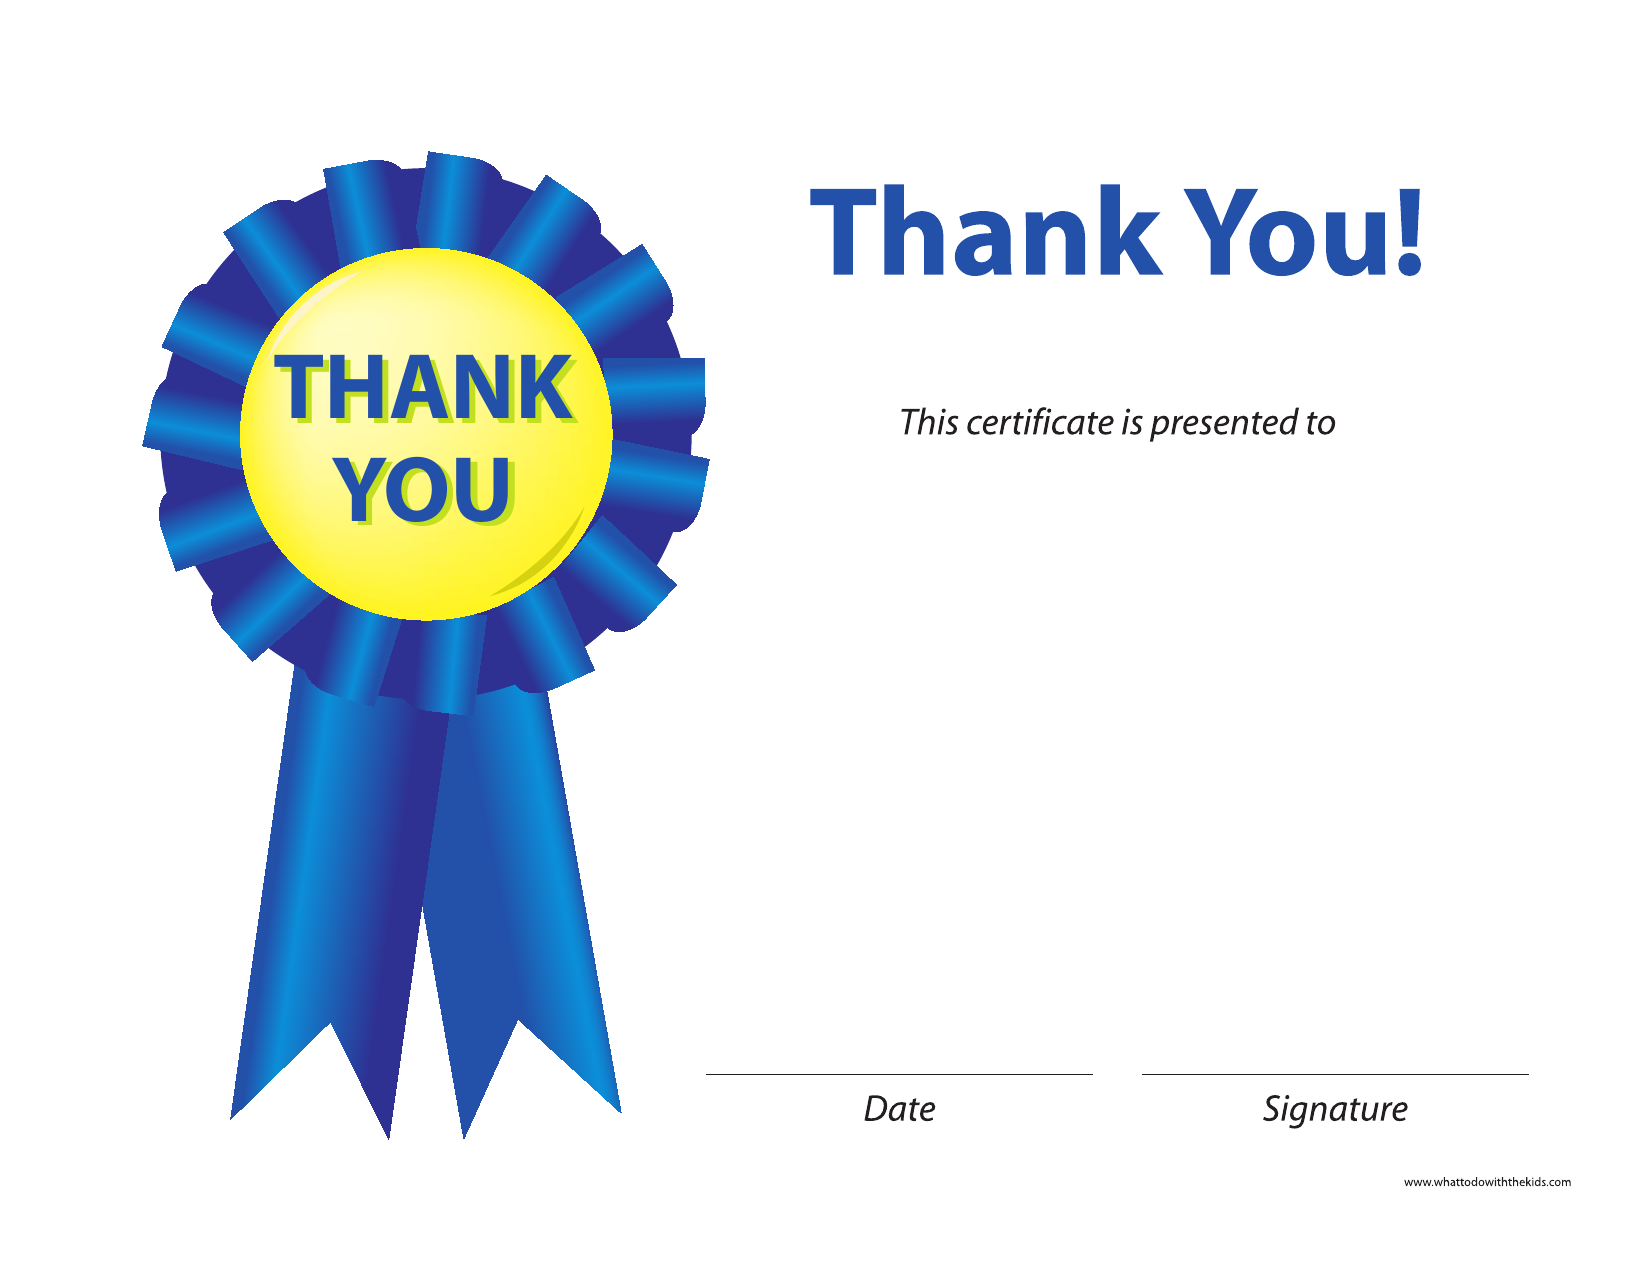 THANK
YOU
Thank You!
This certificate is presented to
Date
Signature
www.whattodowiththekids.com